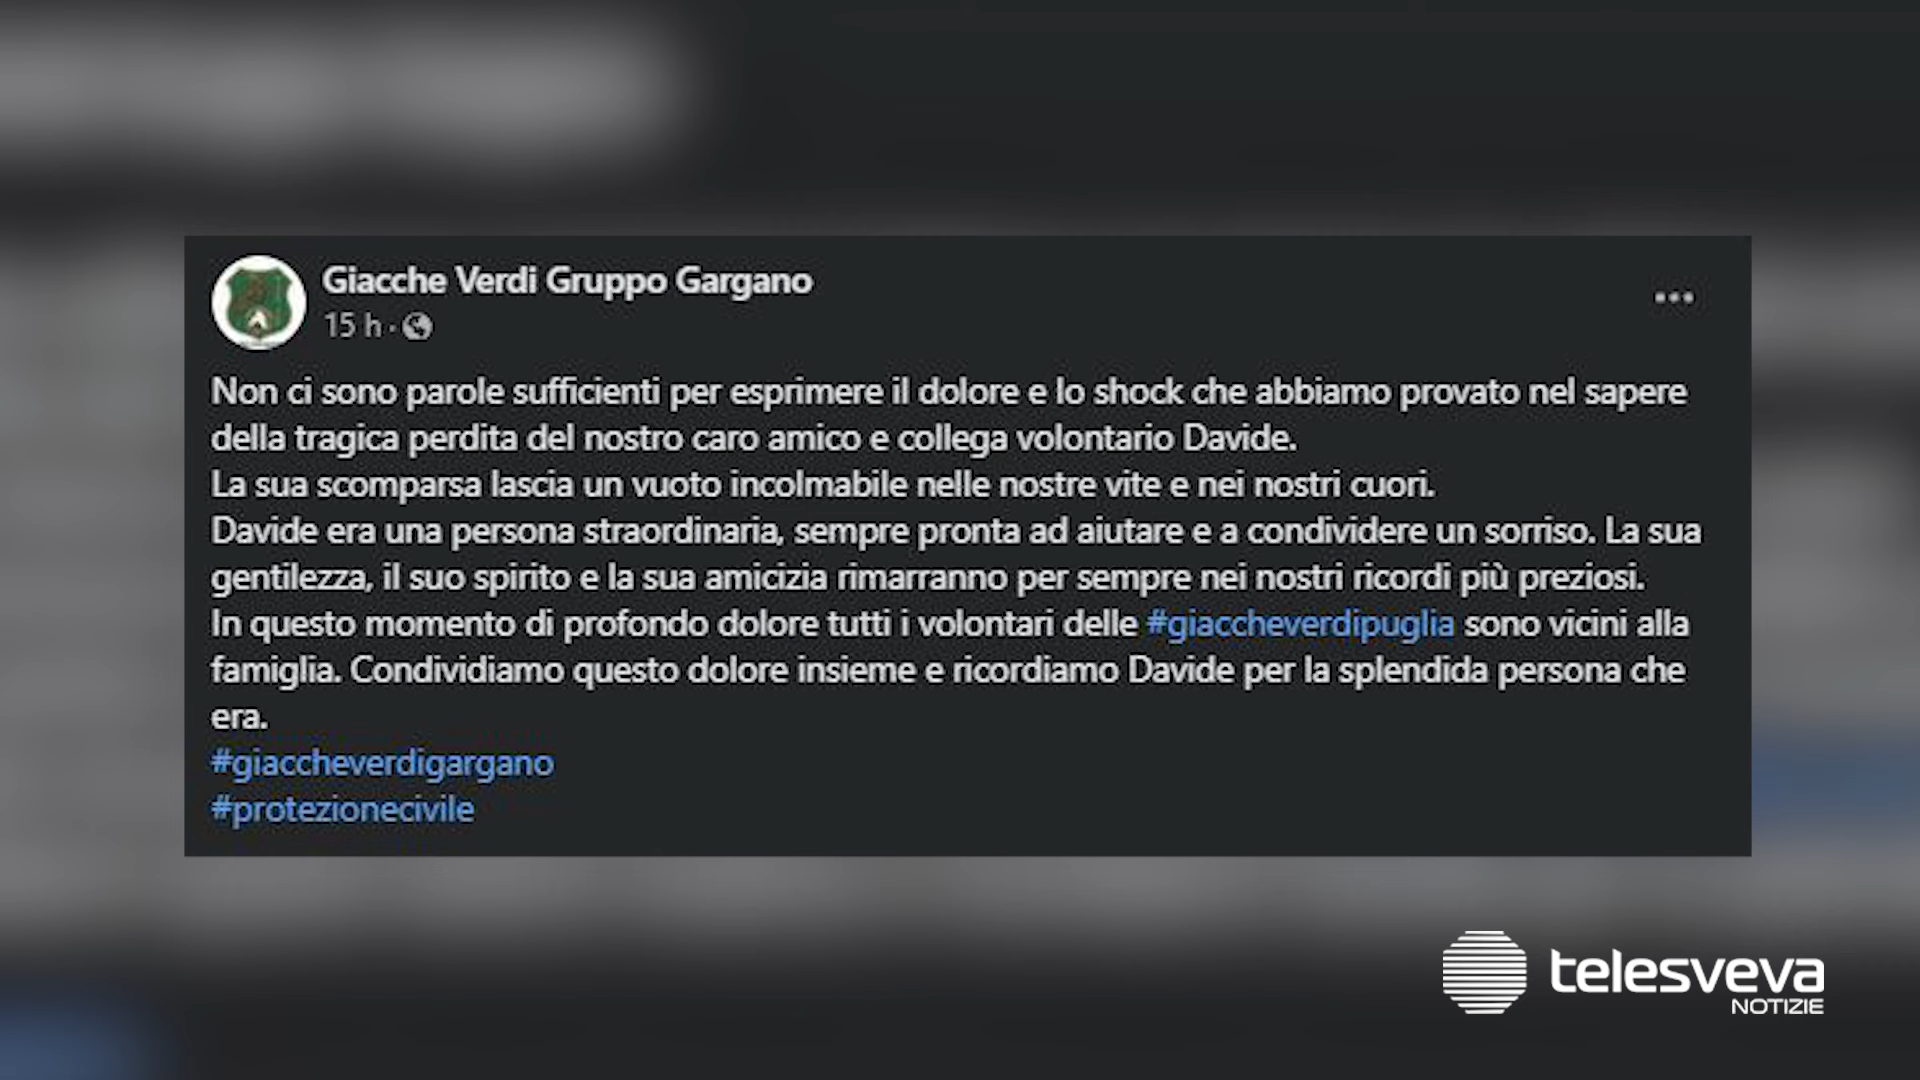 Giacche Verdi Gruppo Gargano
15 h ·
Non ci sono parole sufficienti per esprimere il dolore e lo shock che abbiamo provato nel sapere
della tragica perdita del nostro caro amico e collega volontario Davide.
La sua scomparsa lascia un vuoto incolmabile nelle nostre vite e nei nostri cuori.
Davide era una persona straordinaria, sempre pronta ad aiutare e a condividere un sorriso. La sua
gentilezza, il suo spirito e la sua amicizia rimarranno per sempre nei nostri ricordi più preziosi.
In questo momento di profondo dolore tutti i volontari delle #giaccheverdipuglia sono vicini alla
famiglia. Condividiamo questo dolore insieme e ricordiamo Davide per la splendida persona che
era.
#giaccheverdigargano
#protezionecivile
telesveva
NOTIZIE